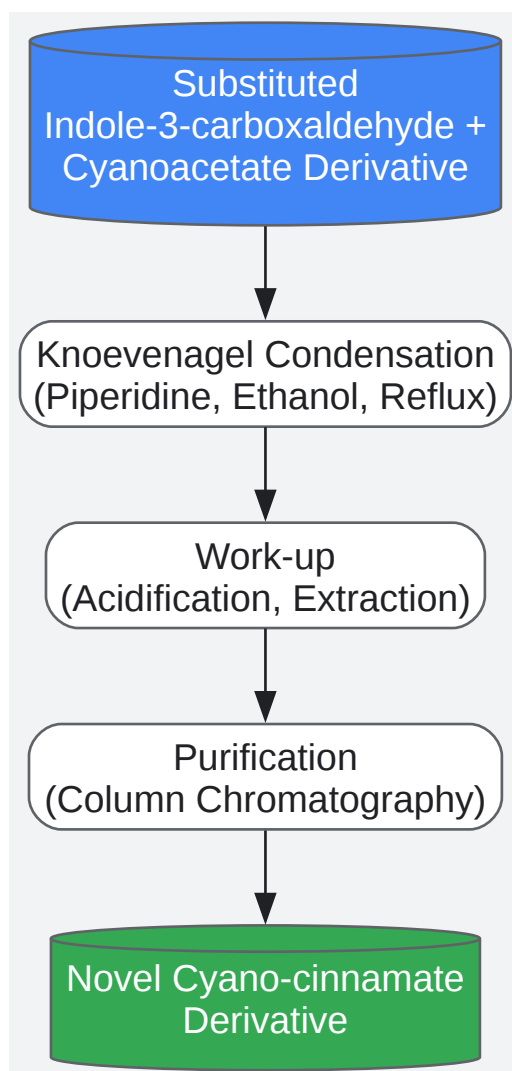 Substituted
Indole-3-carboxaldehyde +
Cyanoacetate Derivative
Knoevenagel Condensation
(Piperidine, Ethanol, Reflux)
Work-up
(Acidification, Extraction)
Purification
(Column Chromatography)
Novel Cyano-cinnamate
Derivative